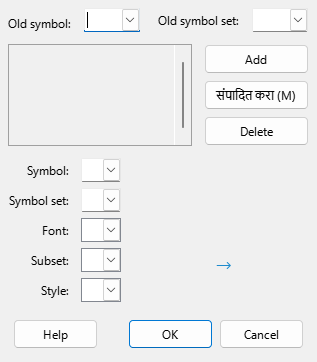 Old symbol:
Old symbol set:
Add
संपादित करा (M)
Delete
Symbol:
Symbol set:
Font:
Subset:
Style:
Help
OK
Cancel